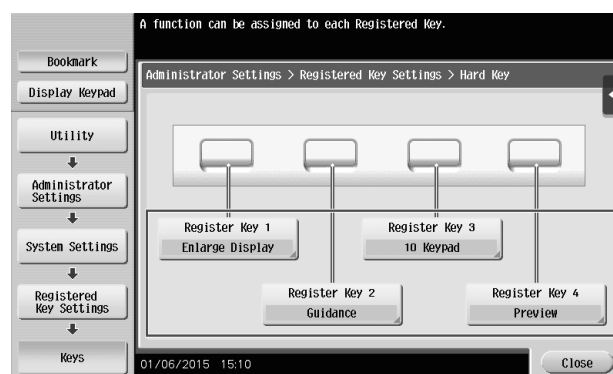 A function can be assigned to each Registered Key.
Bookmark
Display Keypad
Utility
Administrator
Settings
System Settings
Registered
Key Settings
Keys
Administrator Settings > Registered Key Settings > Hard Key
Register Key 1
Enlarge Display
Register Key 3
10 Keypad
Register Key 2
Guidance
Register Key 4
Preview
01/06/2015 15:10
Close